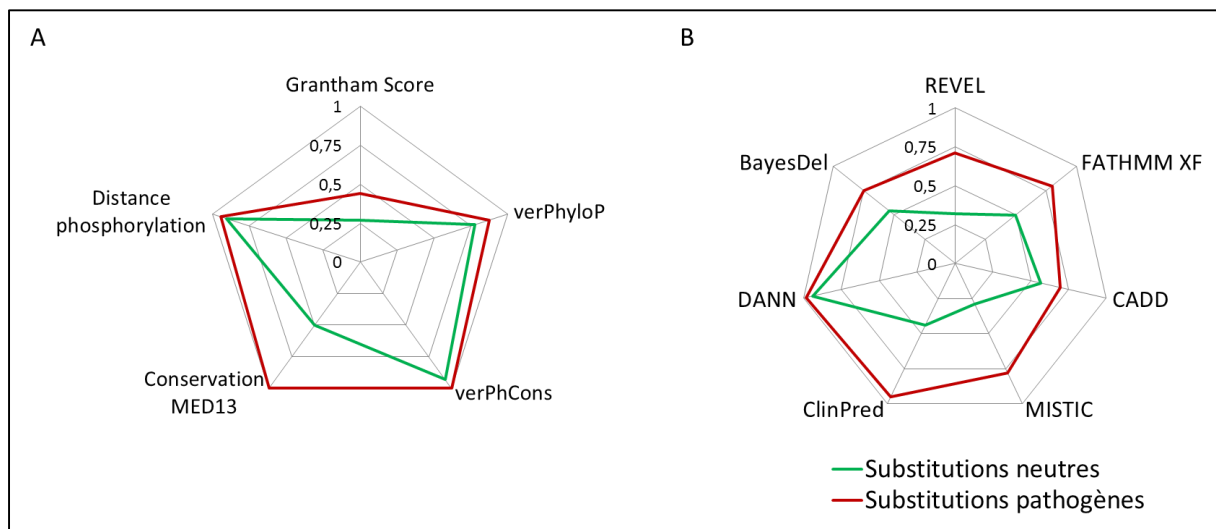 A
Grantham Score
1
0,75
0,5
0,25
0
verPhyloP
verPhCons
Conservation
MED13
Distance
phosphorylation
B
REVEL
1
0,75
0,5
0,25
0
FATHMM XF
CADD
MISTIC
ClinPred
DANN
BayesDel
Substitutions neutres
Substitutions pathogènes